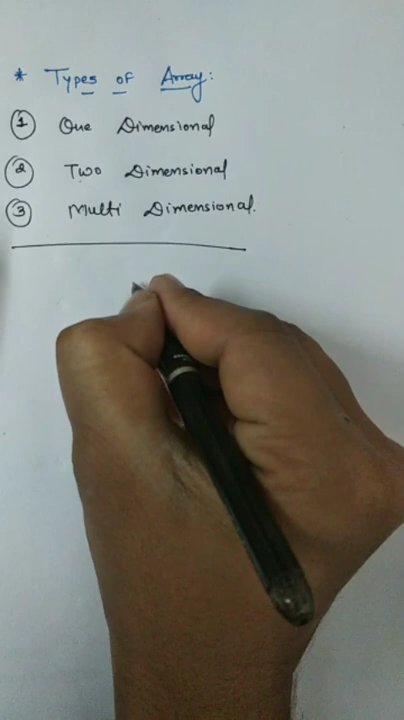 * Types of Array:
① One Dimensional
② Two Dimensional
③ Multi Dimensional.